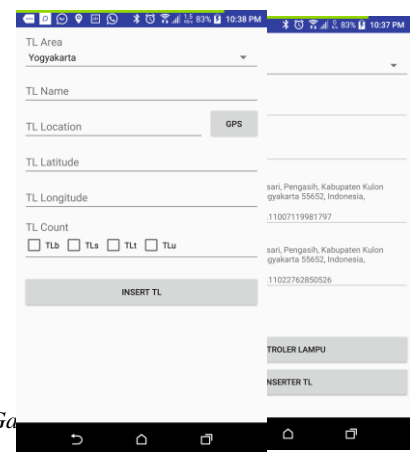 83% 10:38 PM
TL Area
Yogyakarta
TL Name
TL Location
GPS
TL Latitude
TL Longitude
TL Count
TLb TLs TLt TLu
INSERT TL
83% 10:37 PM
sari, Pengasih, Kabupaten Kulon
gyakarta 55652, Indonesia,
.11007119981797
sari, Pengasih, Kabupaten Kulon
gyakarta 55652, Indonesia,
.11022762850526
TROLER LAMPU
NSERTER TL
Ga